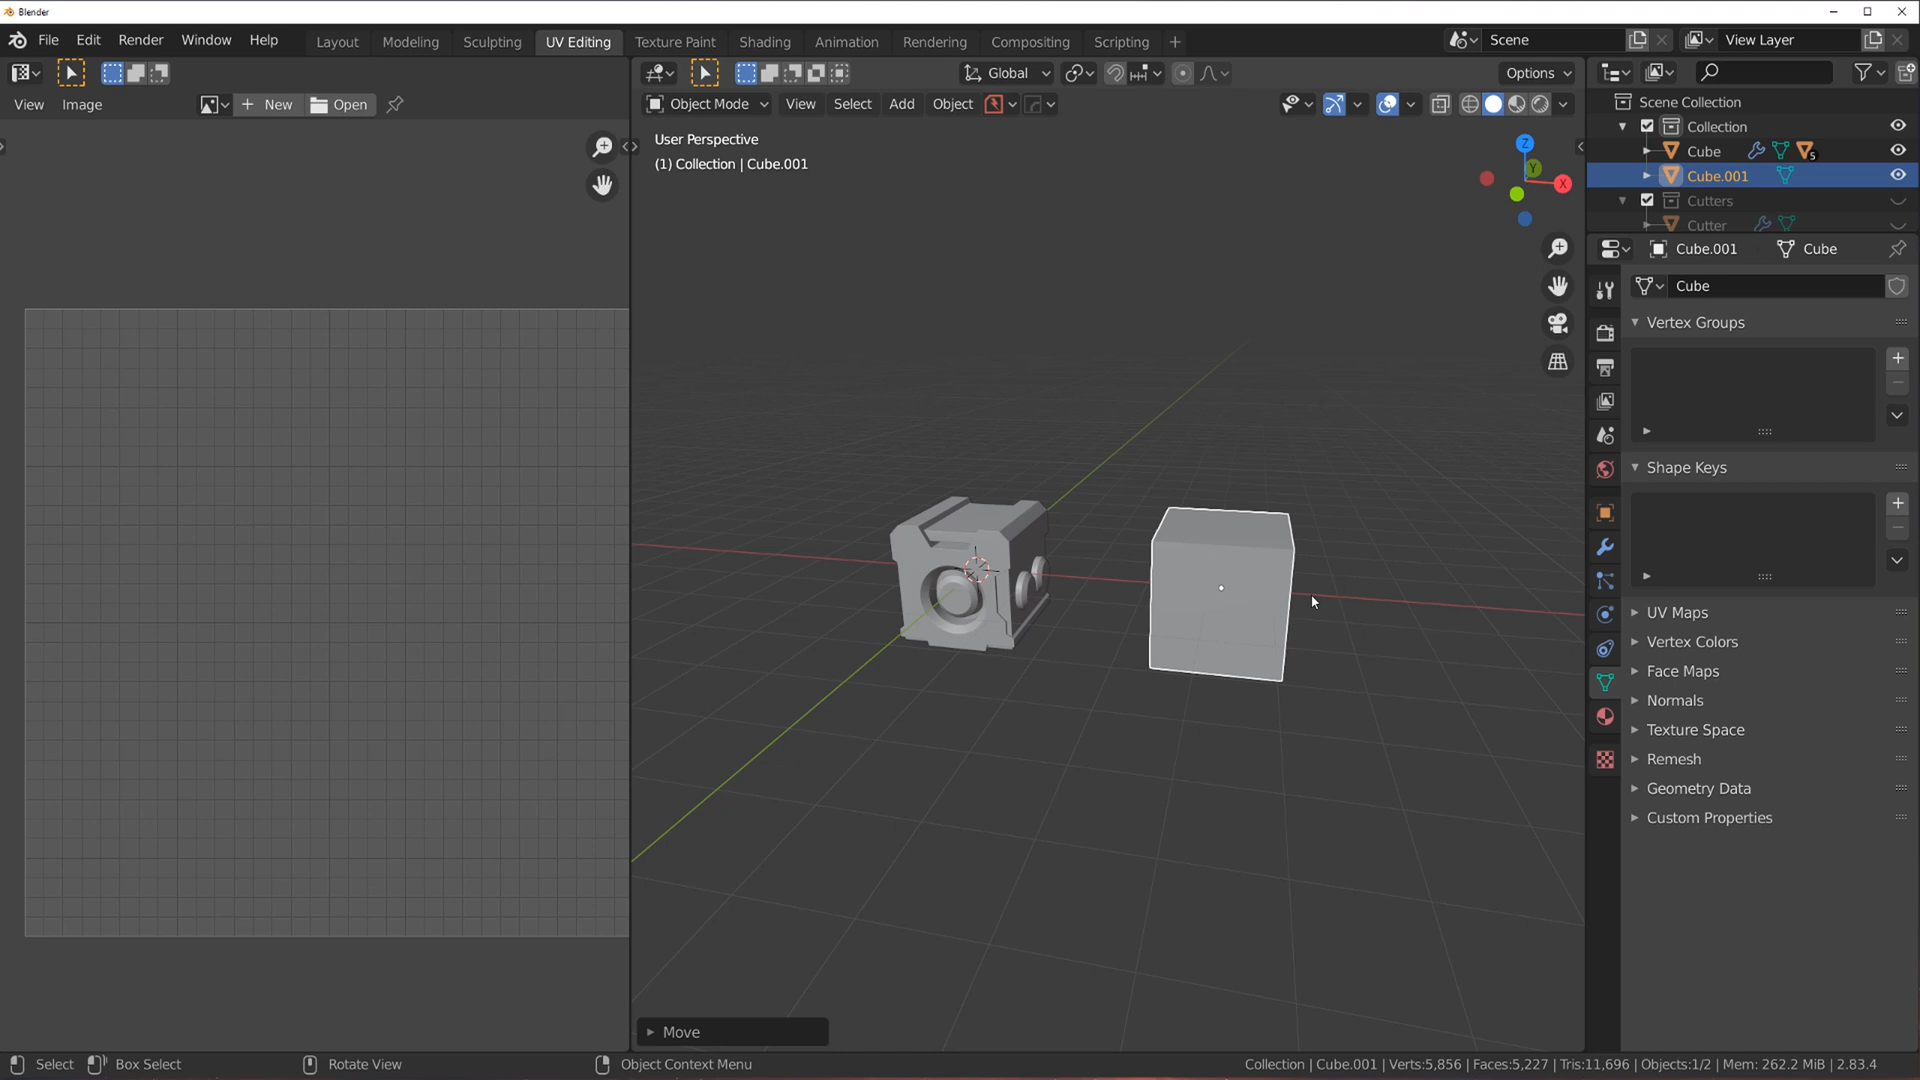 Blender
File Edit Render Window Help Layout Modeling Sculpting UV Editing Texture Paint Shading Animation Rendering Compositing Scripting + Scene View Layer
Global Options
View Image New Open Object Mode View Select Add Object
Scene Collection
Collection
Cube 5
Cube.001
Cutters
Cutter
User Perspective
(1) Collection | Cube.001
Z
Y
X
Cube.001 Cube
Cube
Vertex Groups
Shape Keys
UV Maps
Vertex Colors
Face Maps
Normals
Texture Space
Remesh
Geometry Data
Custom Properties
Move
Select Box Select Rotate View Object Context Menu Collection | Cube.001 | Verts:5,856 | Faces:5,227 | Tris:11,696 | Objects:1/2 | Mem: 262.2 MiB | 2.83.4